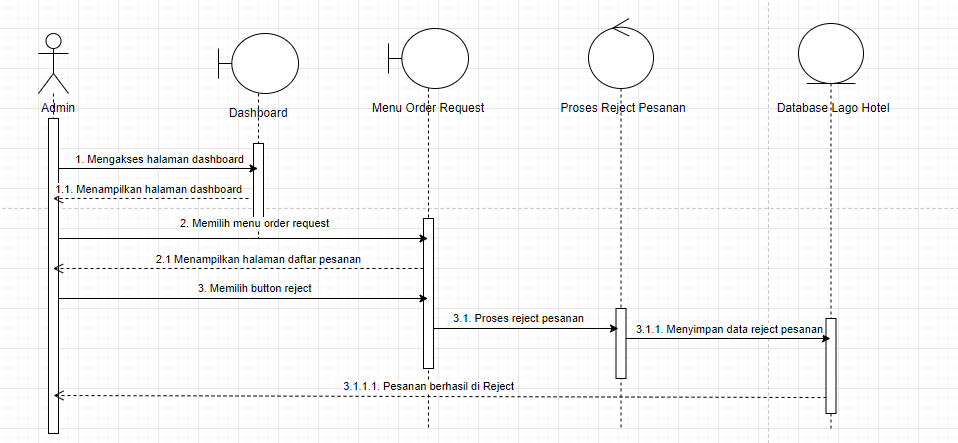 Admin
Dashboard
Menu Order Request
Proses Reject Pesanan
Database Lago Hotel
1. Mengakses halaman dashboard
1.1. Menampilkan halaman dashboard
2. Memilih menu order request
2.1 Menampilkan halaman daftar pesanan
3. Memilih button reject
3.1. Proses reject pesanan
3.1.1. Menyimpan data reject pesanan
3.1.1.1. Pesanan berhasil di Reject